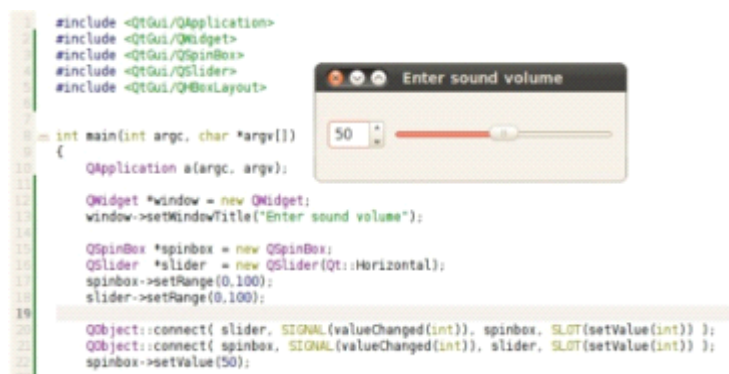 1 #include <QtGui/QApplication>
2 #include <QtGui/QWidget>
3 #include <QtGui/QSpinBox>
4 #include <QtGui/QSlider>
5 #include <QtGui/QHBoxLayout>
6
7
8 int main(int argc, char *argv[])
9 {
10 QApplication a(argc, argv);
11
12 QWidget *window = new QWidget;
13 window->setWindowTitle("Enter sound volume");
14
15 QSpinBox *spinbox = new QSpinBox;
16 QSlider *slider = new QSlider(Qt::Horizontal);
17 spinbox->setRange(0,100);
18 slider->setRange(0,100);
19
20 QObject::connect( slider, SIGNAL(valueChanged(int)), spinbox, SLOT(setValue(int)) );
21 QObject::connect( spinbox, SIGNAL(valueChanged(int)), slider, SLOT(setValue(int)) );
22 spinbox->setValue(50);
Enter sound volume
50